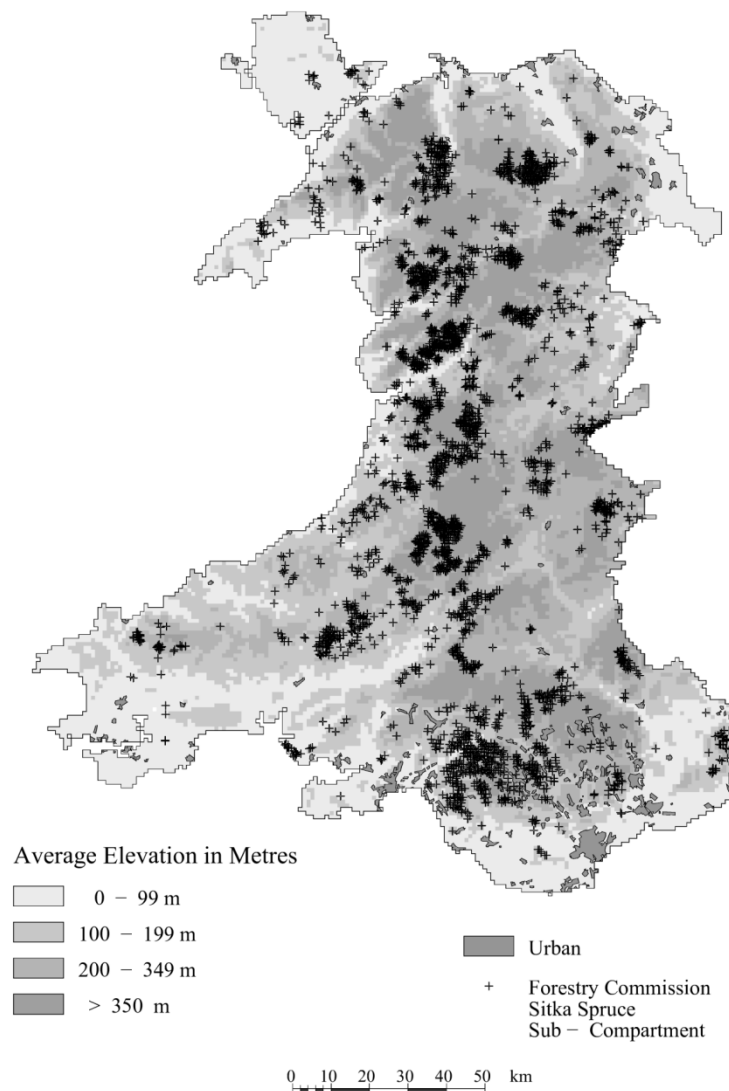 Average Elevation in Metres
0 − 99 m
100 − 199 m
200 − 349 m
> 350 m
Urban
+ Forestry Commission
Sitka Spruce
Sub − Compartment
0 10 20 30 40 50 km